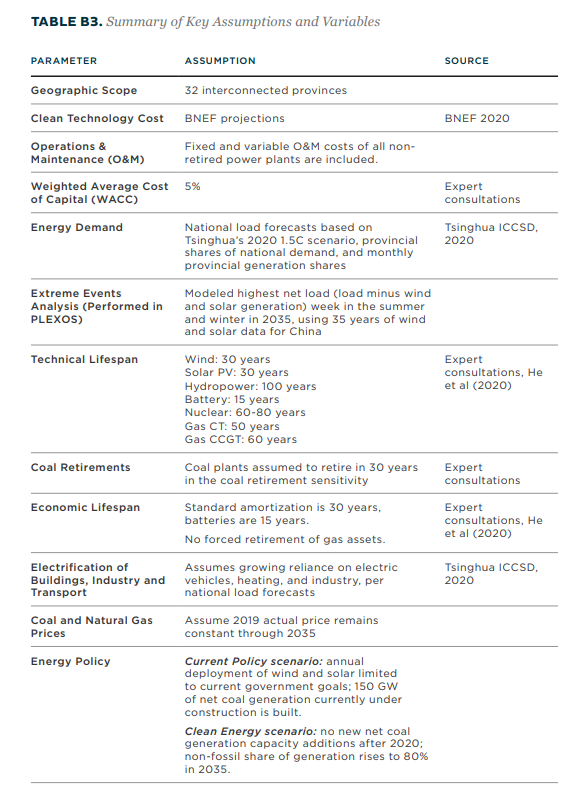 TABLE B3. Summary of Key Assumptions and Variables
PARAMETER ASSUMPTION SOURCE
Geographic Scope 32 interconnected provinces
Clean Technology Cost BNEF projections BNEF 2020
Operations & Maintenance (O&M) Fixed and variable O&M costs of all non-
retired power plants are included.
Weighted Average Cost of Capital (WACC) 5% Expert consultations
Energy Demand National load forecasts based on Tsinghua ICCSD,
Tsinghua's 2020 1.5C scenario, provincial 2020
shares of national demand, and monthly
provincial generation shares
Extreme Events Modeled highest net load (load minus wind
Analysis (Performed in and solar generation) week in the summer
PLEXOS) and winter in 2035, using 35 years of wind
and solar data for China
Technical Lifespan Wind: 30 years Expert
Solar PV: 30 years consultations, He
Hydropower: 100 years et al (2020)
Battery: 15 years
Nuclear: 60-80 years
Gas CT: 50 years
Gas CCGT: 60 years
Coal Retirements Coal plants assumed to retire in 30 years Expert
in the coal retirement sensitivity consultations
Economic Lifespan Standard amortization is 30 years, Expert
batteries are 15 years. consultations, He
No forced retirement of gas assets. et al (2020)
Electrification of Assumes growing reliance on electric Tsinghua ICCSD,
Buildings, Industry and vehicles, heating, and industry, per 2020
Transport national load forecasts
Coal and Natural Gas Assume 2019 actual price remains
Prices constant through 2035
Energy Policy Current Policy scenario: annual
deployment of wind and solar limited
to current government goals; 150 GW
of net coal generation currently under
construction is built.
Clean Energy scenario: no new net coal
generation capacity additions after 2020;
non-fossil share of generation rises to 80%
in 2035.